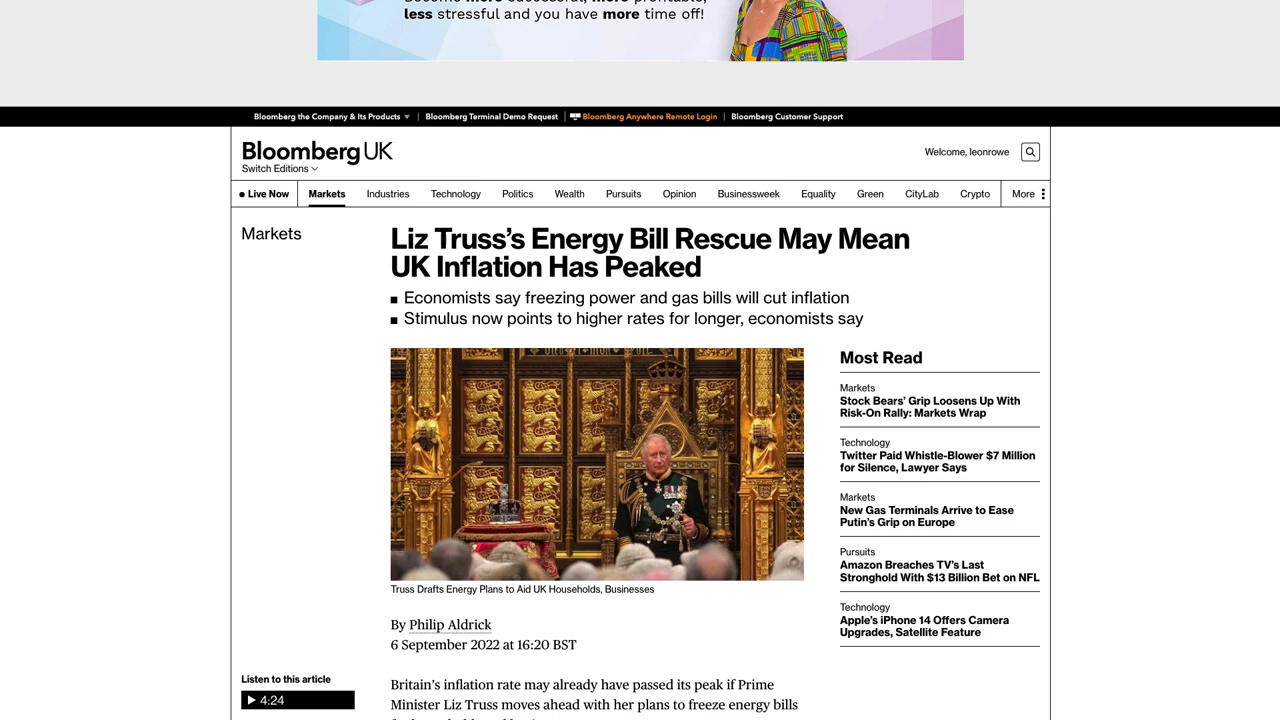 less stressful and you have more time off!
Bloomberg the Company & Its Products
Bloomberg Terminal Demo Request
Bloomberg Anywhere Remote Login
Bloomberg Customer Support
Bloomberg UK
Switch Editions
Welcome, leonrowe
Live Now
Markets
Industries
Technology
Politics
Wealth
Pursuits
Opinion
Businessweek
Equality
Green
CityLab
Crypto
More
Markets
Liz Truss’s Energy Bill Rescue May Mean
UK Inflation Has Peaked
Economists say freezing power and gas bills will cut inflation
Stimulus now points to higher rates for longer, economists say
Truss Drafts Energy Plans to Aid UK Households, Businesses
By Philip Aldrick
6 September 2022 at 16:20 BST
Listen to this article
4:24
Britain’s inflation rate may already have passed its peak if Prime
Minister Liz Truss moves ahead with her plans to freeze energy bills
Most Read
Markets
Stock Bears’ Grip Loosens Up With
Risk-On Rally: Markets Wrap
Technology
Twitter Paid Whistle-Blower $7 Million
for Silence, Lawyer Says
Markets
New Gas Terminals Arrive to Ease
Putin’s Grip on Europe
Pursuits
Amazon Breaches TV’s Last
Stronghold With $13 Billion Bet on NFL
Technology
Apple’s iPhone 14 Offers Camera
Upgrades, Satellite Feature